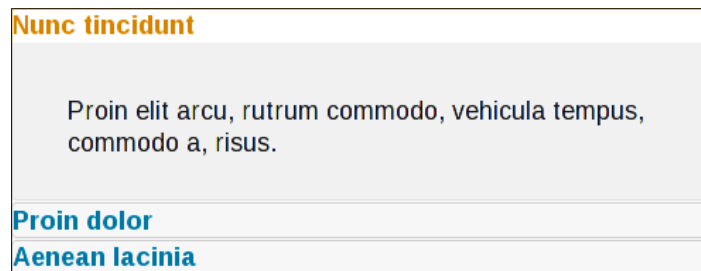 Nunc tincidunt
Proin elit arcu, rutrum commodo, vehicula tempus,
commodo a, risus.
Proin dolor
Aenean lacinia